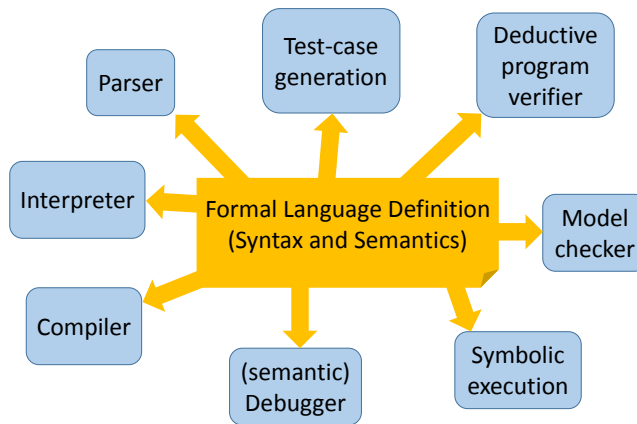 Test-case
generation
Deductive
program
verifier
Parser
Interpreter
Formal Language Definition
(Syntax and Semantics)
Model
checker
Compiler
(semantic)
Debugger
Symbolic
execution